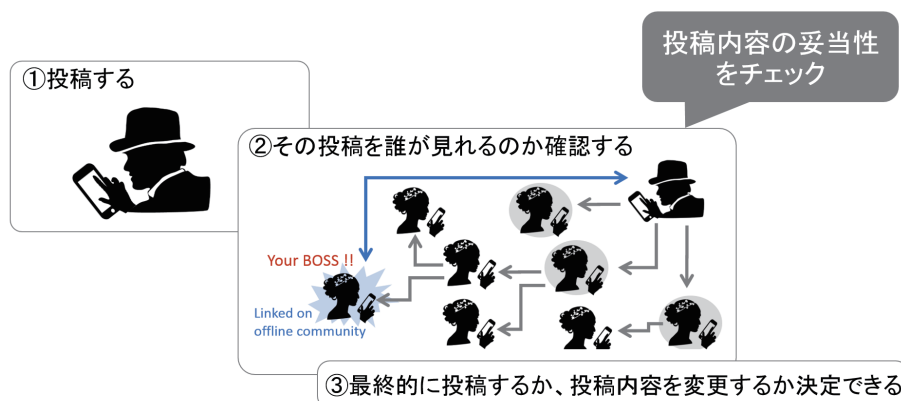 投稿内容の妥当性
をチェック
①投稿する
②その投稿を誰が見れるのか確認する
Your BOSS !!
Linked on
offline community
③最終的に投稿するか、投稿内容を変更するか決定できる